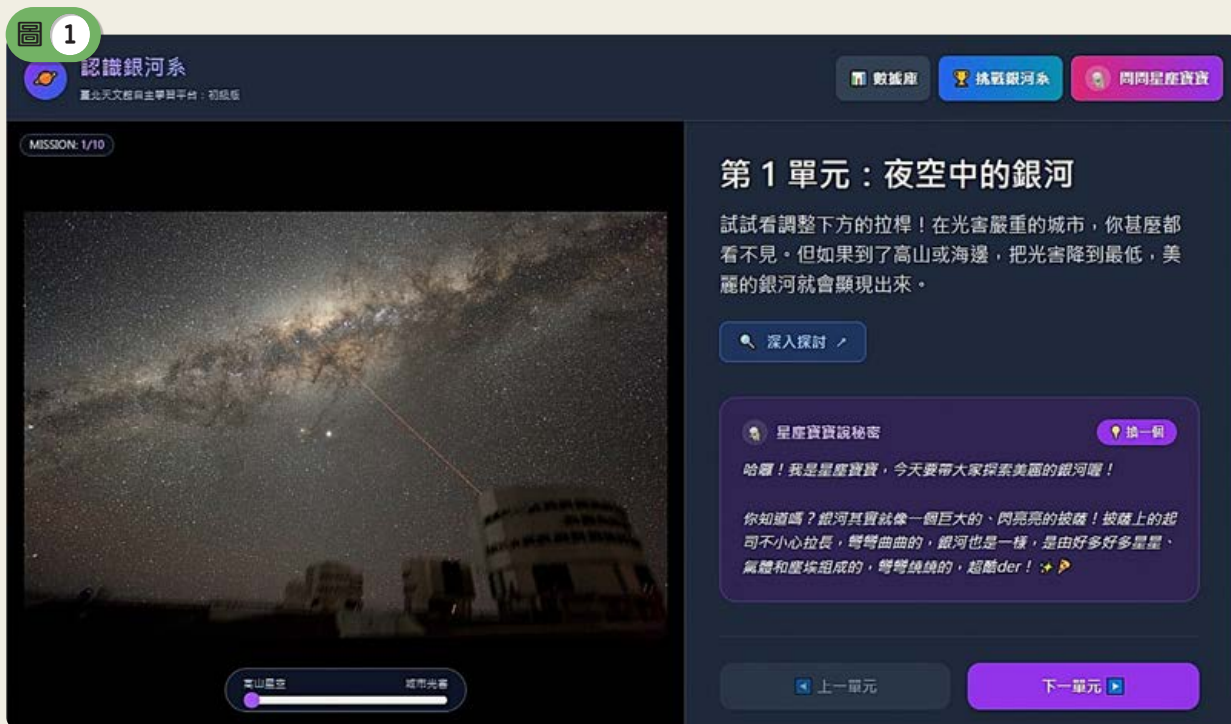 圖 1
認識銀河系
臺北天文館自主學習平台：初級版
數據庫
挑戰銀河系
問問星塵寶寶
MISSION: 1/10
第 1 單元：夜空中的銀河
試試看調整下方的拉桿！在光害嚴重的城市，你甚麼都
看不見。但如果到了高山或海邊，把光害降到最低，美
麗的銀河就會顯現出來。
深入探討 ↗
星塵寶寶說秘密
換一個
哈囉！我是星塵寶寶，今天要帶大家探索美麗的銀河喔！
你知道嗎？銀河其實就像一個巨大的、閃亮亮的披薩！披薩上的起
司不小心拉長，彎彎曲曲的，銀河也是一樣，是由好多好多星星、
氣體和塵埃組成的，彎彎繞繞的，超酷der！
高山星空
城市光害
上一單元
下一單元